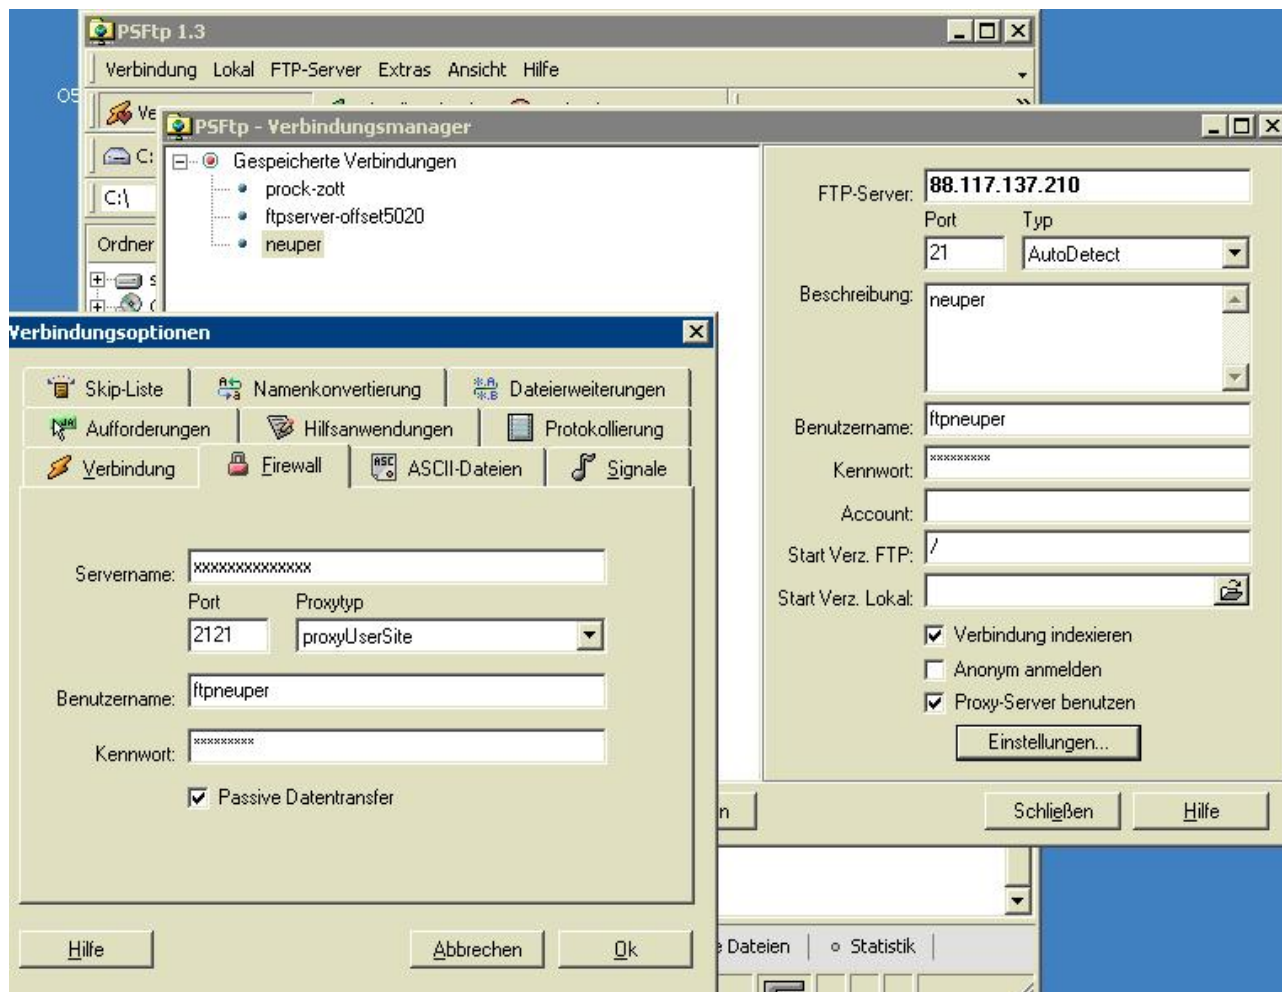 PSFtp 1.3
Verbindung Lokal FTP-Server Extras Ansicht Hilfe
PSFtp - Verbindungsmanager
C:
C:\
Ordner
Gespeicherte Verbindungen
prock-zott
ftpserver-offset5020
neuper
FTP-Server: 88.117.137.210
Port Typ
21 AutoDetect
Beschreibung: neuper
Benutzername: ftpneuper
Kennwort: xxxxxxxxx
Account:
Start Verz. FTP: /
Start Verz. Lokal:
Verbindung indexieren
Anonym anmelden
Proxy-Server benutzen
Einstellungen...
Schließen Hilfe
Verbindungsoptionen
Skip-Liste Namenkonvertierung Dateierweiterungen
Aufforderungen Hilfsanwendungen Protokollierung
Verbindung Firewall ASCII-Dateien Signale
Servername: xxxxxxxxxxxxxx
Port Proxytyp
2121 proxyUserSite
Benutzername: ftpneuper
Kennwort: xxxxxxxxx
Passive Datentransfer
Hilfe Abbrechen Ok
Dateien Statistik